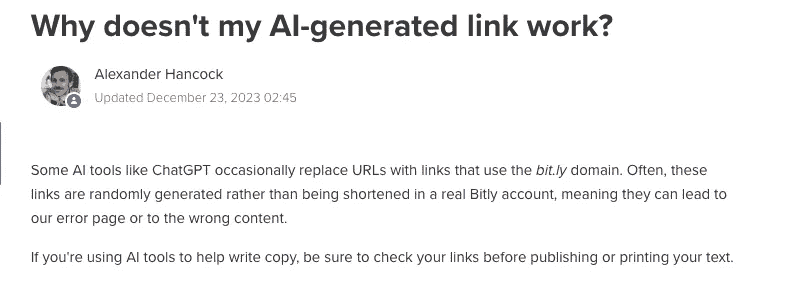 Why doesn't my AI-generated link work?
Alexander Hancock
Updated December 23, 2023 02:45
Some AI tools like ChatGPT occasionally replace URLs with links that use the bit.ly domain. Often, these
links are randomly generated rather than being shortened in a real Bitly account, meaning they can lead to
our error page or to the wrong content.
If you're using AI tools to help write copy, be sure to check your links before publishing or printing your text.